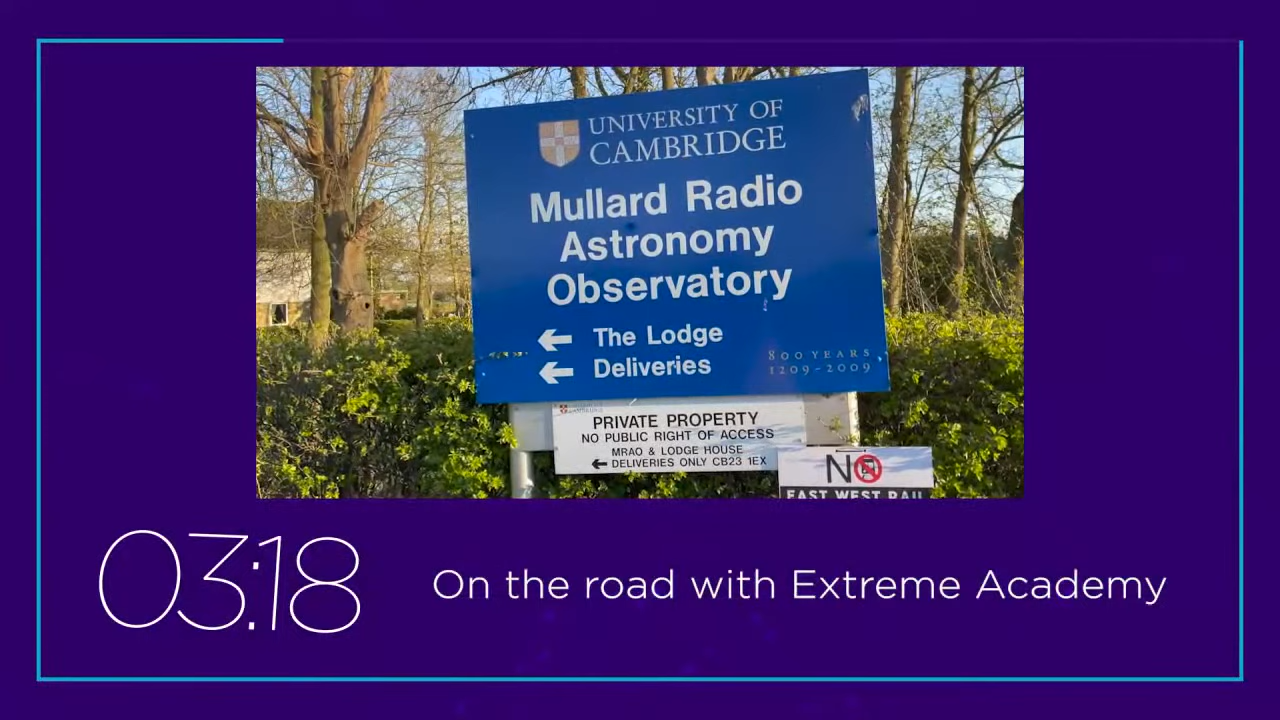 UNIVERSITY OF
CAMBRIDGE
Mullard Radio
Astronomy
Observatory
The Lodge
Deliveries
800 YEARS
1209-2009
PRIVATE PROPERTY
NO PUBLIC RIGHT OF ACCESS
MRAO & LODGE HOUSE
DELIVERIES ONLY CB23 1EX
NO
EAST WEST RAIL
03:18
On the road with Extreme Academy